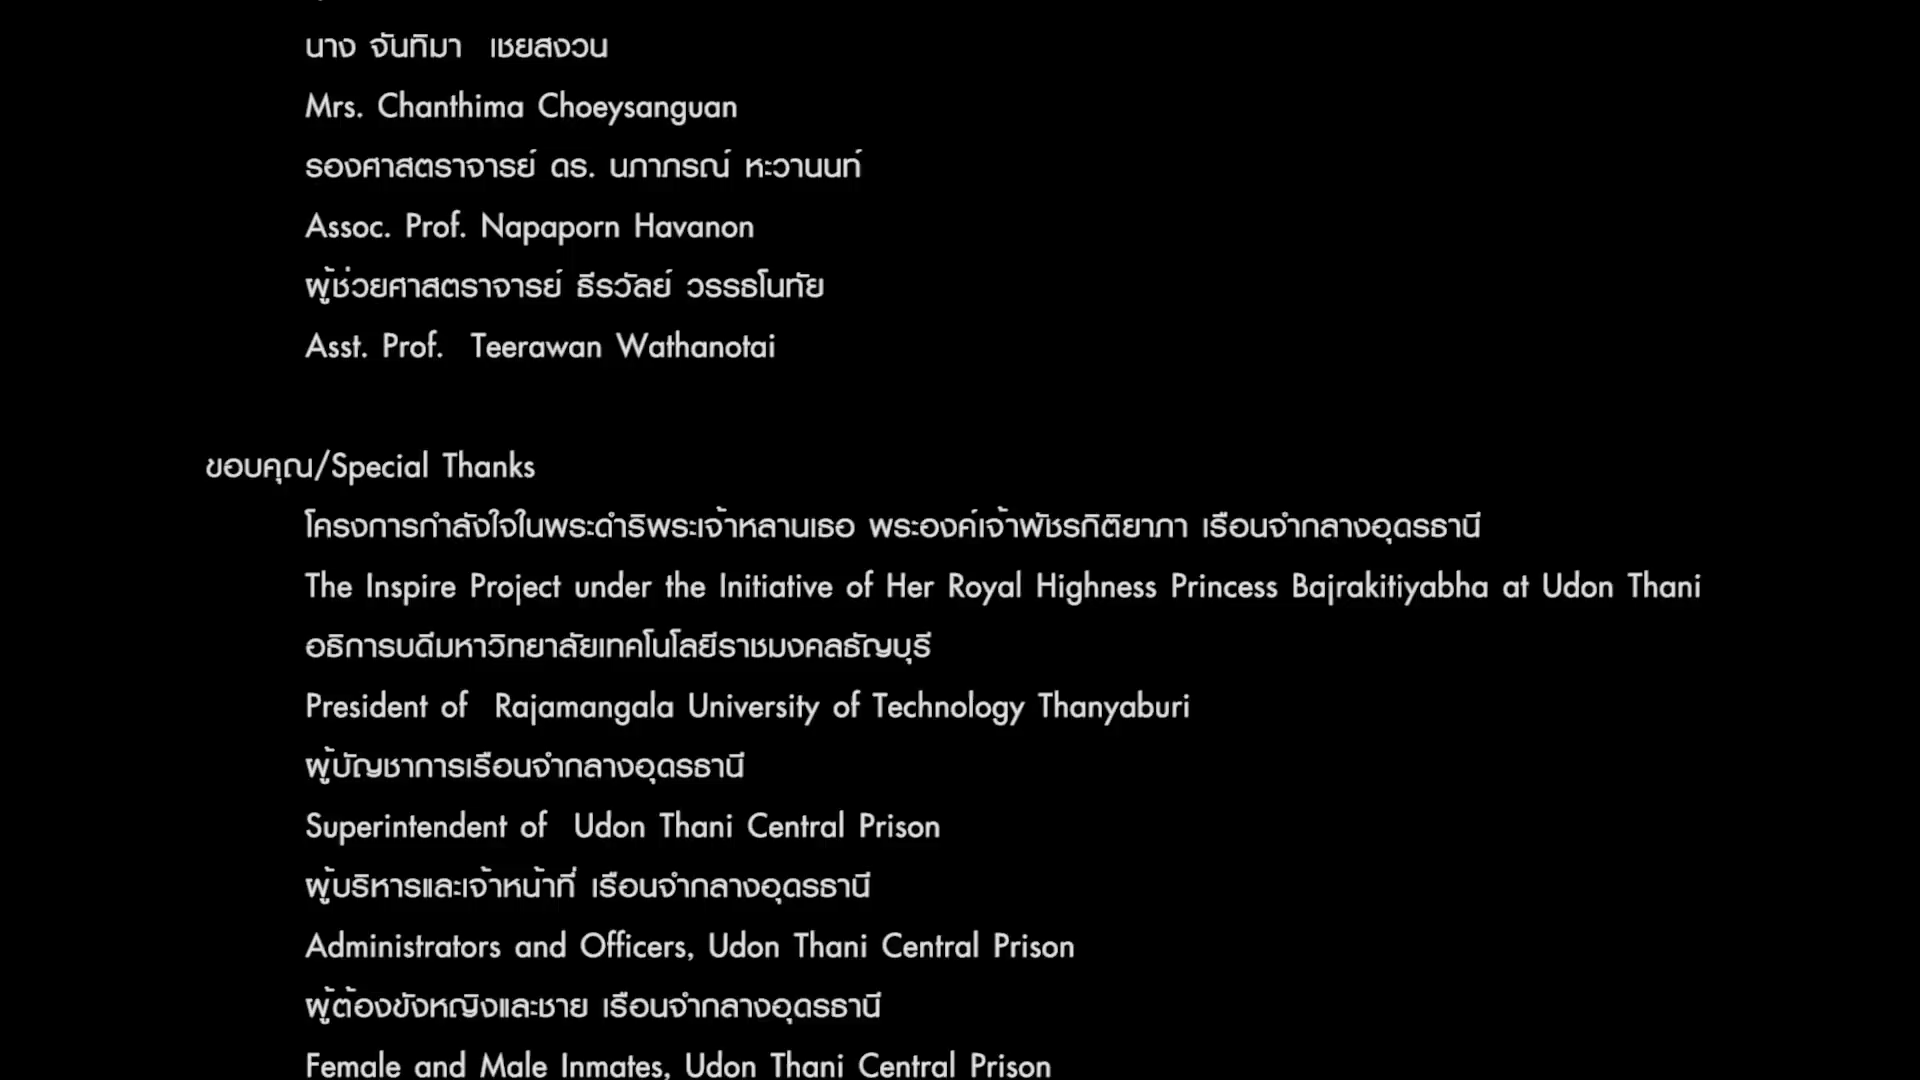 นาง จันทิมา เชยสงวน
Mrs. Chanthima Choeysanguan
รองศาสตราจารย์ ดร. นภาภรณ์ หะวานนท์
Assoc. Prof. Napaporn Havanon
ผู้ช่วยศาสตราจารย์ ธีรวัลย์ วรรธโนทัย
Asst. Prof. Teerawan Wathanotai
ขอบคุณ/Special Thanks
โครงการกำลังใจในพระดำริพระเจ้าหลานเธอ พระองค์เจ้าพัชรกิติยาภา เรือนจำกลางอุดรธานี
The Inspire Project under the Initiative of Her Royal Highness Princess Bajrakitiyabha at Udon Thani
อธิการบดีมหาวิทยาลัยเทคโนโลยีราชมงคลธัญบุรี
President of Rajamangala University of Technology Thanyaburi
ผู้บัญชาการเรือนจำกลางอุดรธานี
Superintendent of Udon Thani Central Prison
ผู้บริหารและเจ้าหน้าที่ เรือนจำกลางอุดรธานี
Administrators and Officers, Udon Thani Central Prison
ผู้ต้องขังหญิงและชาย เรือนจำกลางอุดรธานี
Female and Male Inmates, Udon Thani Central Prison